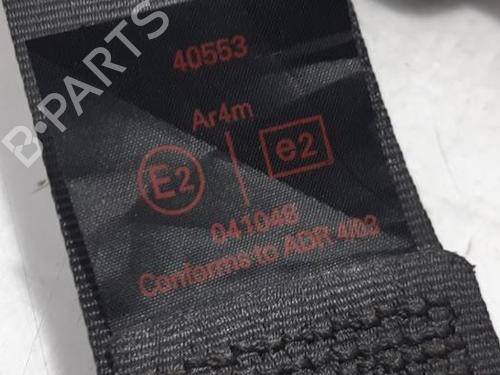 B-PARTS
40553
Ar4m
E2 e2
041048
Conforms to ADR 4/03